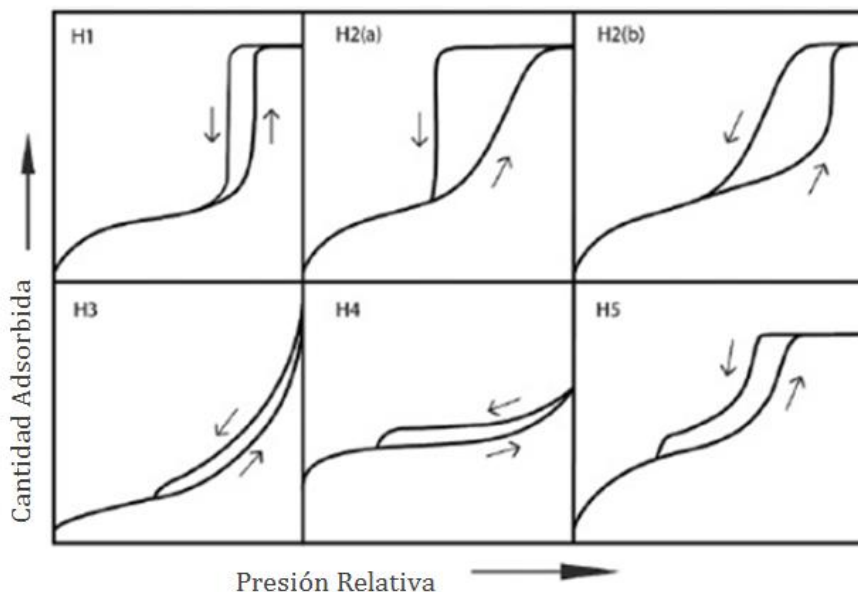 H1
H2(a)
H2(b)
H3
H4
H5
Cantidad Adsorbida
Presión Relativa